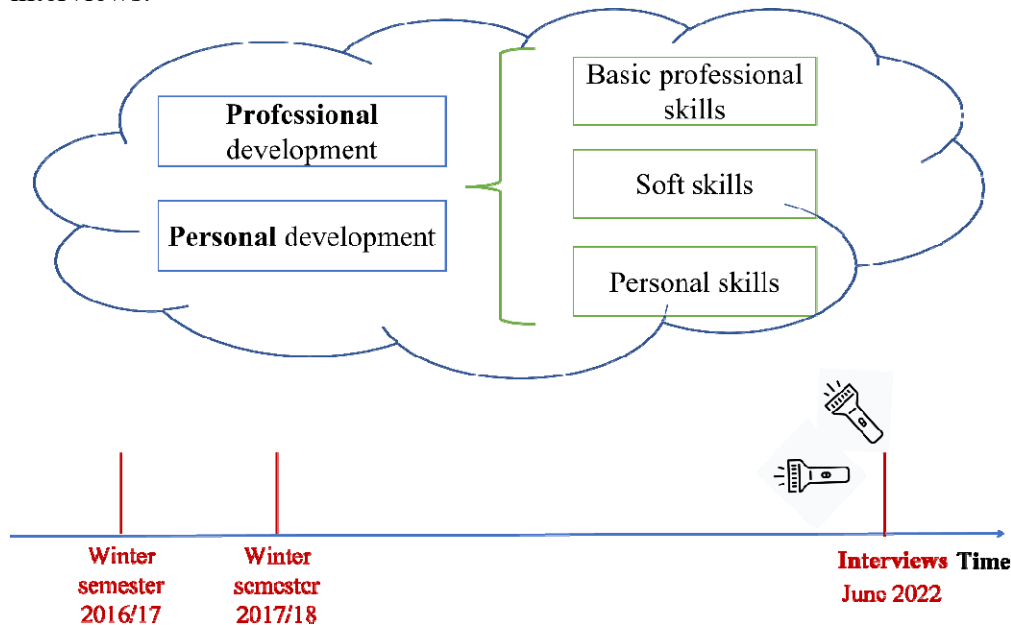 interviews.
Professional
development
Personal development
Basic professional
skills
Soft skills
Personal skills
Winter
semester
2016/17
Winter
semester
2017/18
Interviews
June 2022
Time